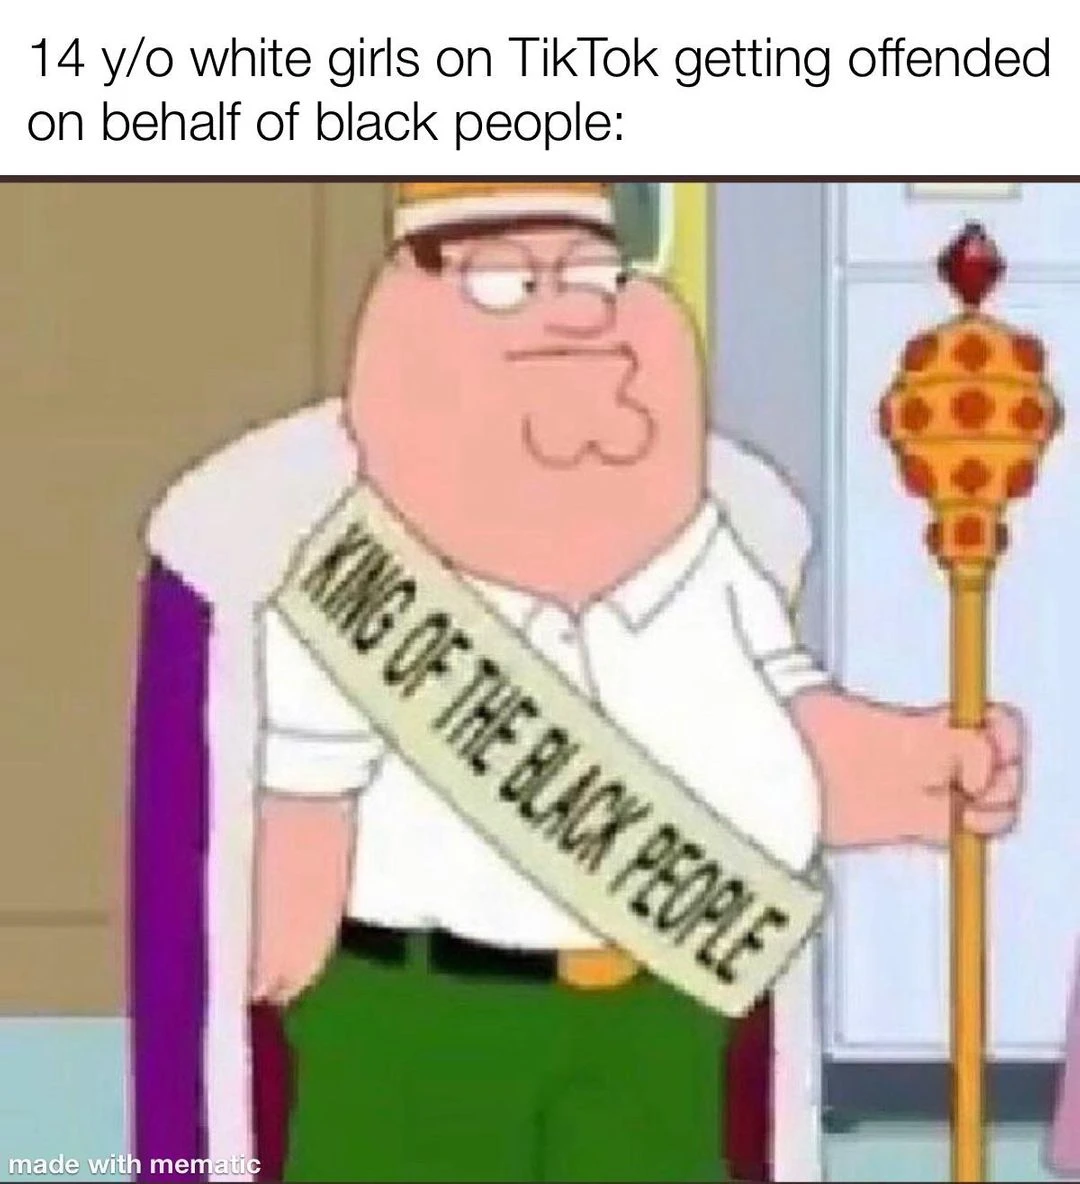 14 y/o white girls on TikTok getting offended
on behalf of black people:
KING OF THE BLACK PEOPLE
made with mematic